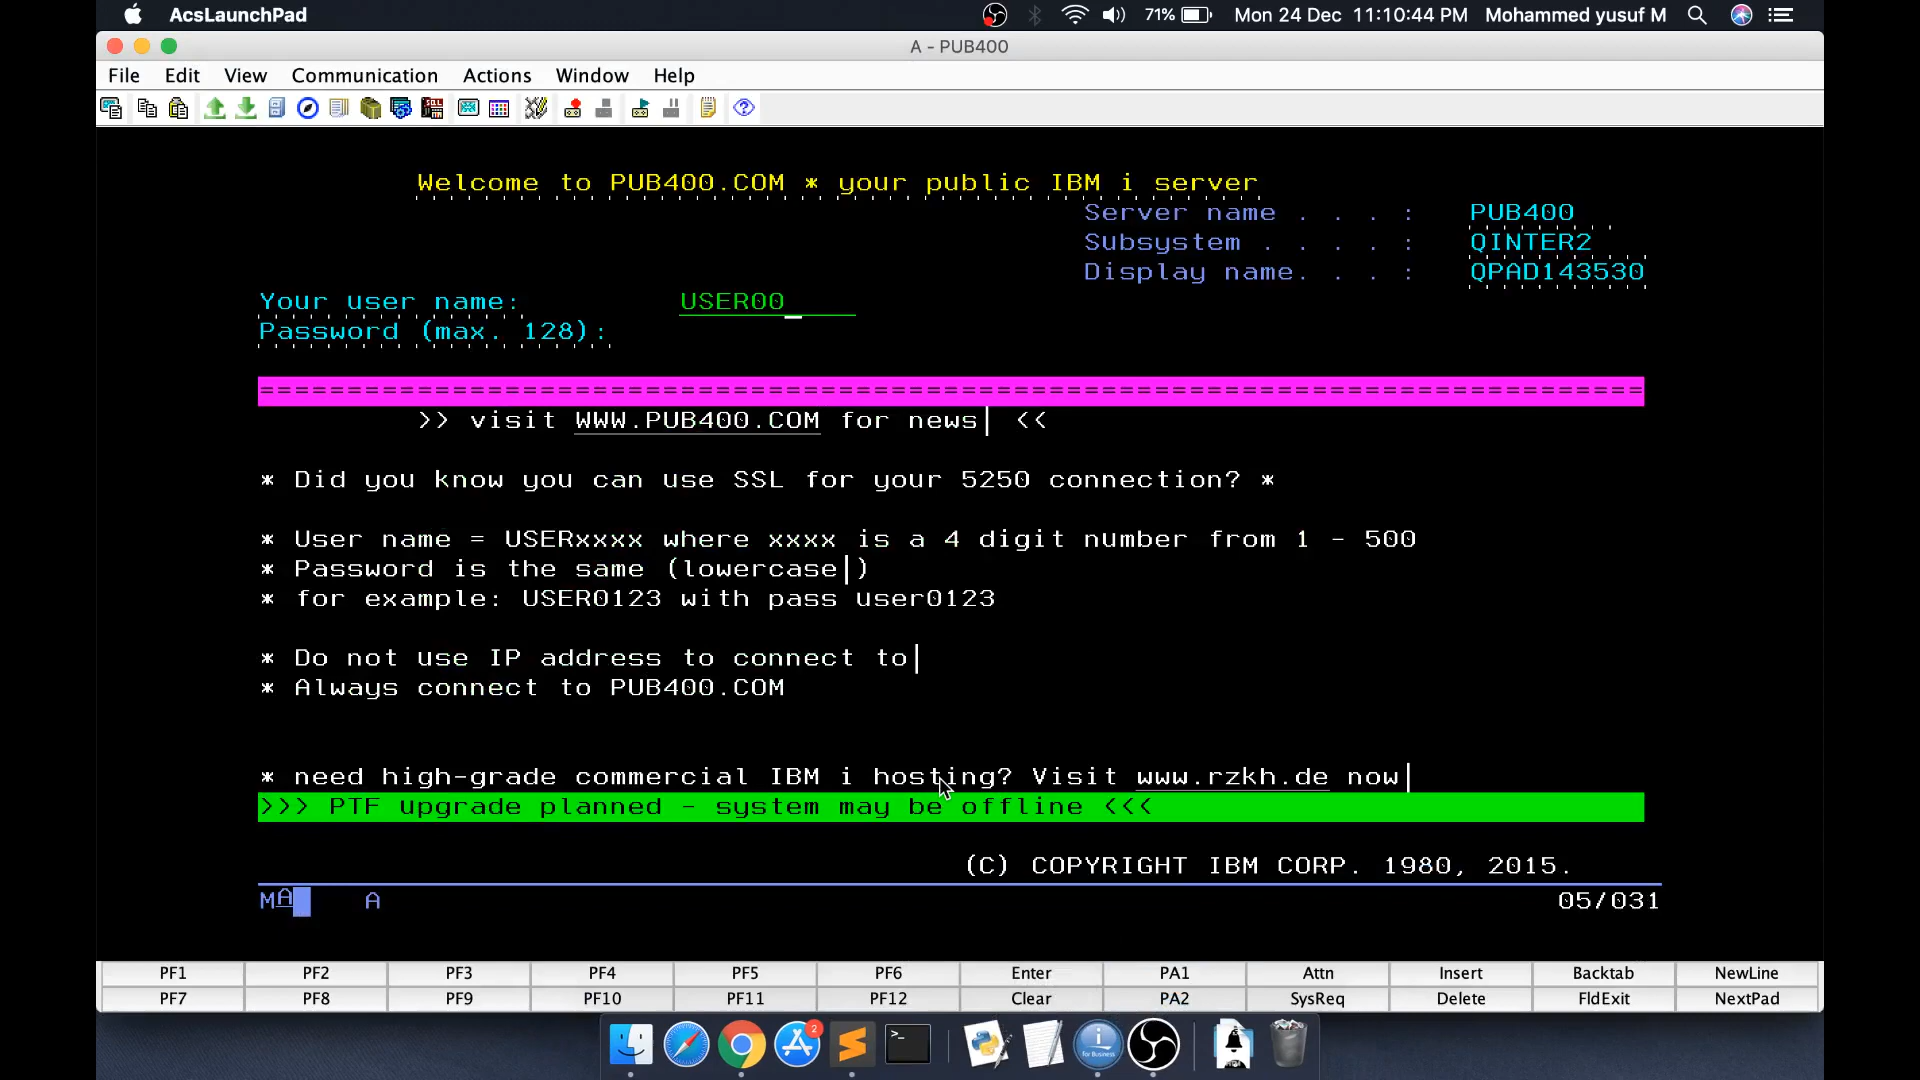 AcsLaunchPad
71%
Mon 24 Dec 11:10:44 PM
Mohammed yusuf M
A - PUB400
File Edit View Communication Actions Window Help
SQL
Welcome to PUB400.COM * your public IBM i server
Server name . . . : PUB400
Subsystem . . . . : QINTER2
Display name. . . : QPAD143530
Your user name: USER00
Password (max. 128):
===============================================================================
>> visit WWW.PUB400.COM for news| <<
* Did you know you can use SSL for your 5250 connection? *
* User name = USERxxxx where xxxx is a 4 digit number from 1 - 500
* Password is the same (lowercase|)
* for example: USER0123 with pass user0123
* Do not use IP address to connect to|
* Always connect to PUB400.COM
* need high-grade commercial IBM i hosting? Visit www.rzkh.de now|
>>> PTF upgrade planned - system may be offline <<<
(C) COPYRIGHT IBM CORP. 1980, 2015.
MA A 05/031
PF1 PF2 PF3 PF4 PF5 PF6 Enter PA1 Attn Insert Backtab NewLine
PF7 PF8 PF9 PF10 PF11 PF12 Clear PA2 SysReq Delete FldExit NextPad
2
i
for Business